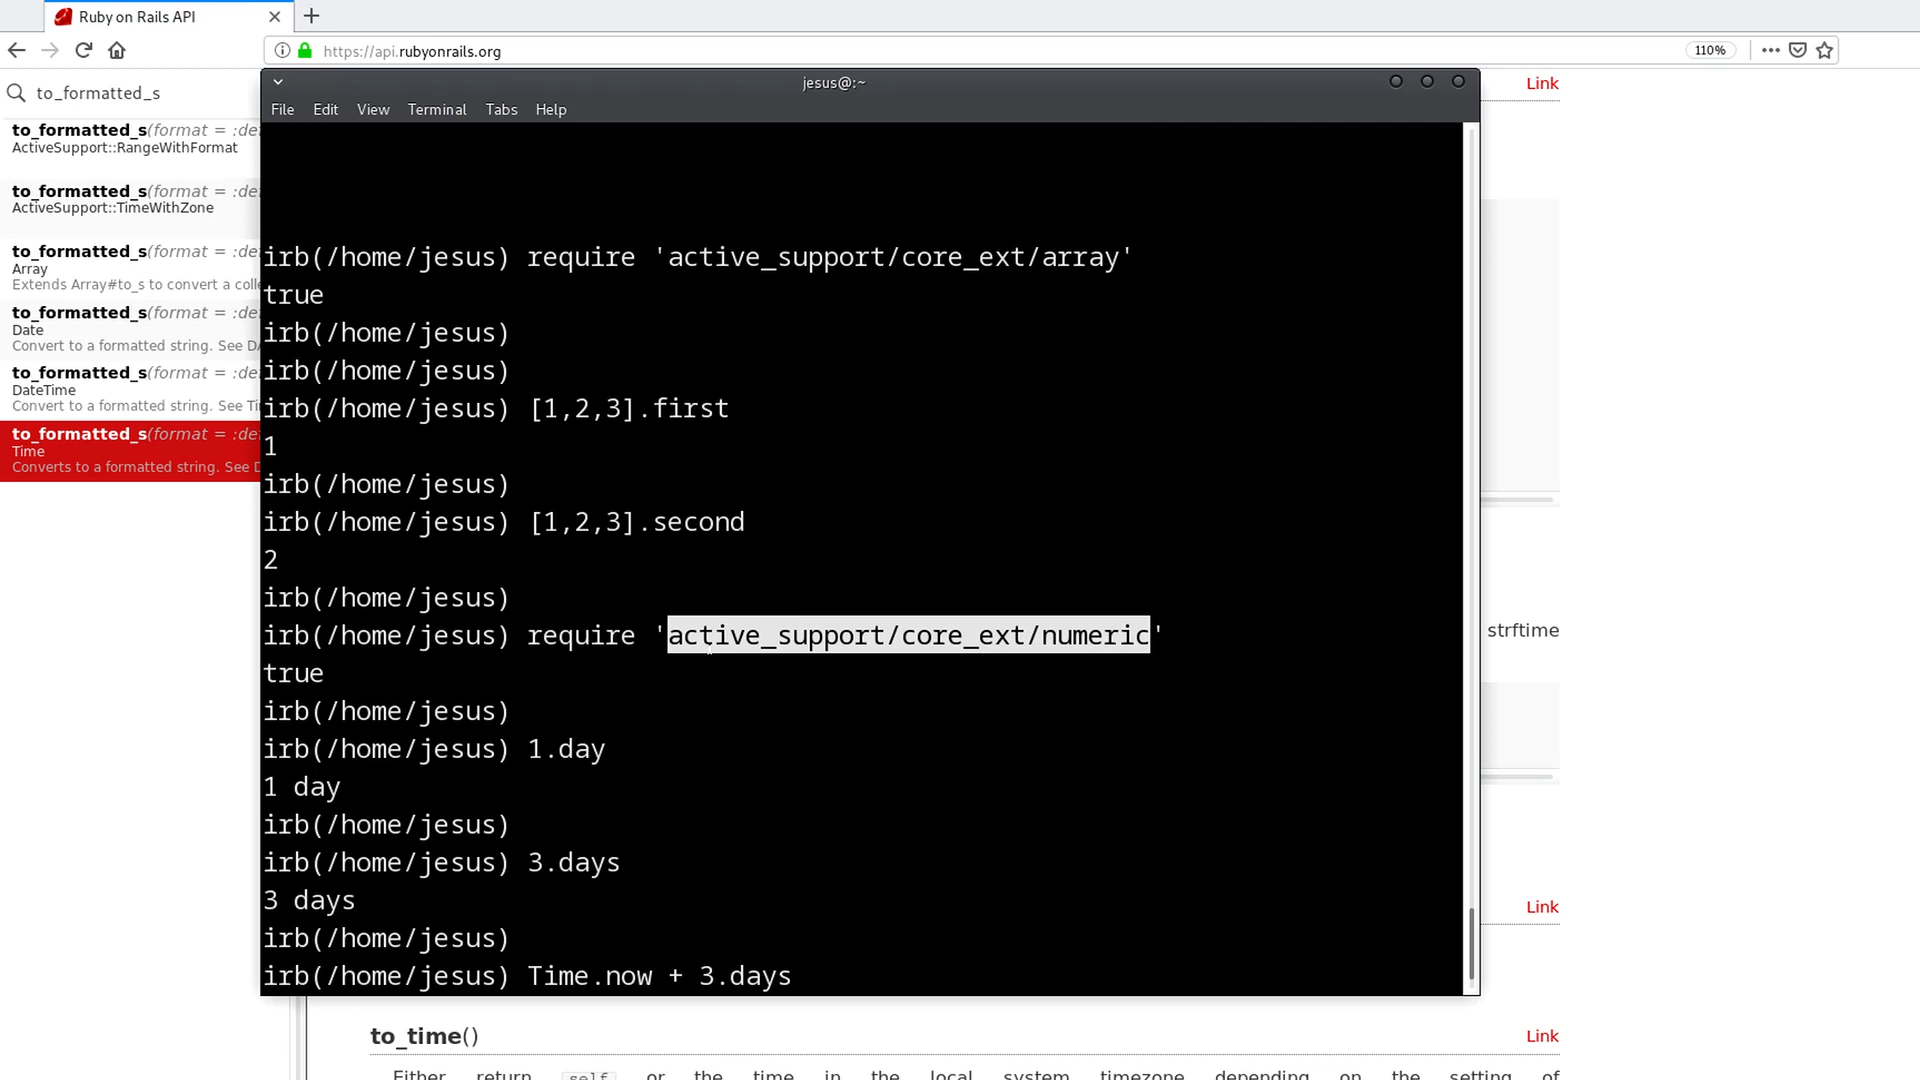 Ruby on Rails API
https://api.rubyonrails.org
110%
to_formatted_s
to_formatted_s(format = :de
ActiveSupport::RangeWithFormat
to_formatted_s(format = :de
ActiveSupport::TimeWithZone
to_formatted_s(format = :de
Array
Extends Array#to_s to convert a coll
to_formatted_s(format = :de
Date
Convert to a formatted string. See D
to_formatted_s(format = :de
DateTime
Convert to a formatted string. See Ti
to_formatted_s(format = :de
Time
Converts to a formatted string. See D
jesus@:~
File Edit View Terminal Tabs Help
irb(/home/jesus) require 'active_support/core_ext/array'
true
irb(/home/jesus)
irb(/home/jesus)
irb(/home/jesus) [1,2,3].first
1
irb(/home/jesus)
irb(/home/jesus) [1,2,3].second
2
irb(/home/jesus)
irb(/home/jesus) require 'active_support/core_ext/numeric'
true
irb(/home/jesus)
irb(/home/jesus) 1.day
1 day
irb(/home/jesus)
irb(/home/jesus) 3.days
3 days
irb(/home/jesus)
irb(/home/jesus) Time.now + 3.days
Link
strftime
Link
to_time()
Link
Either return self or the time in the local system timezone depending on the setting of